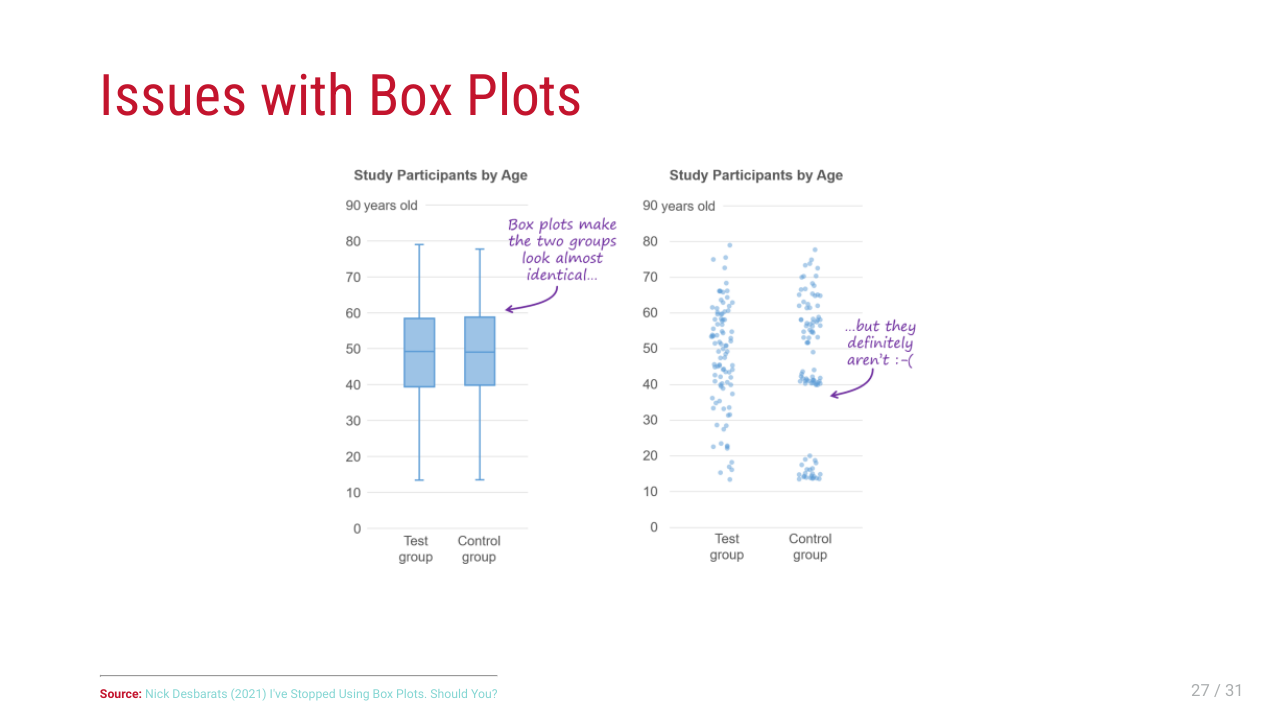 Issues with Box Plots
Study Participants by Age
90 years old
80
70
60
50
40
30
20
10
0
Test
group
Control
group
Box plots make
the two groups
look almost
identical...
Study Participants by Age
90 years old
80
70
60
50
40
30
20
10
0
Test
group
Control
group
...but they
definitely
aren't :-(
Source: Nick Desbarats (2021) I've Stopped Using Box Plots. Should You?
27 / 31